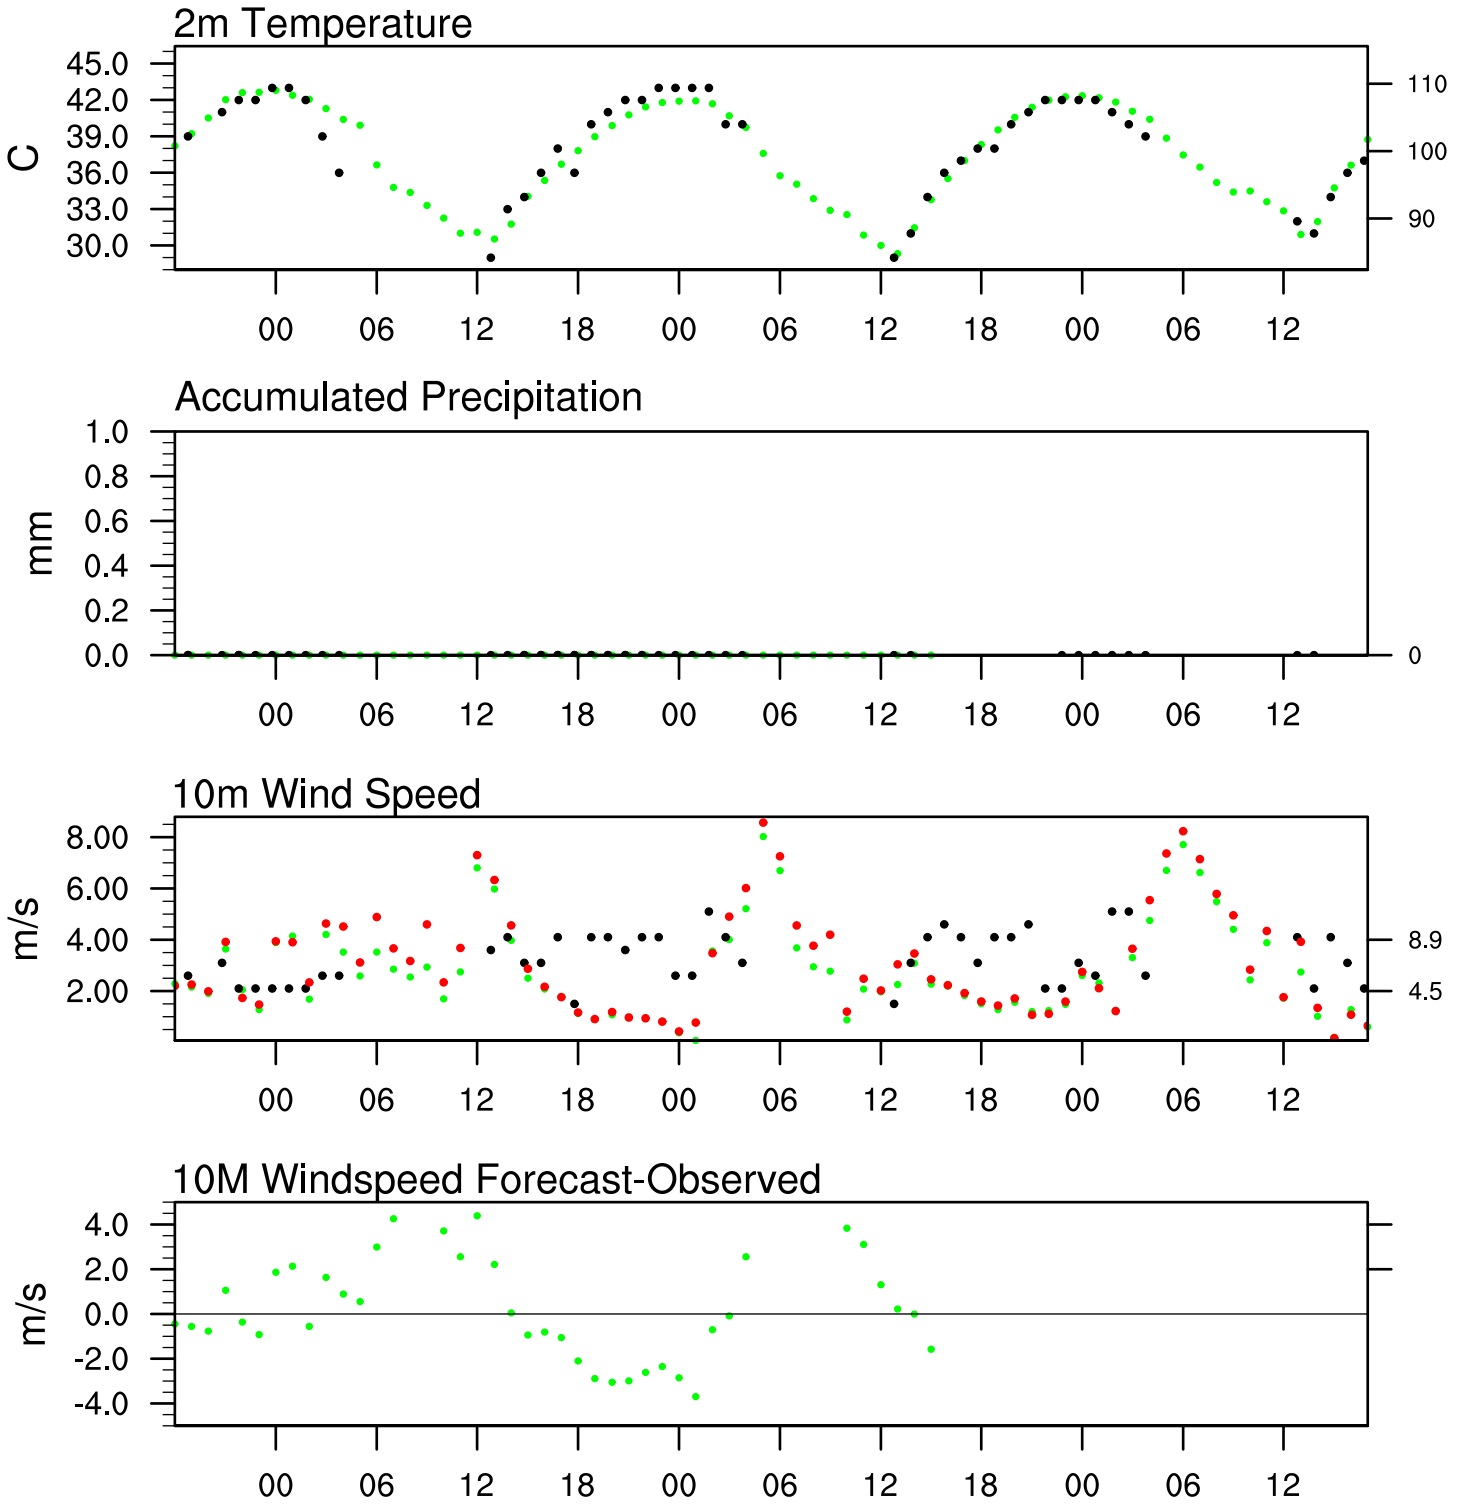 2m Temperature
45.0
42.0
39.0
36.0
33.0
30.0
C
110
100
90
00 06 12 18 00 06 12 18 00 06 12
Accumulated Precipitation
1.0
0.8
0.6
0.4
0.2
0.0
mm
0
00 06 12 18 00 06 12 18 00 06 12
10m Wind Speed
8.00
6.00
4.00
2.00
m/s
8.9
4.5
00 06 12 18 00 06 12 18 00 06 12
10M Windspeed Forecast-Observed
4.0
2.0
0.0
-2.0
-4.0
m/s
00 06 12 18 00 06 12 18 00 06 12